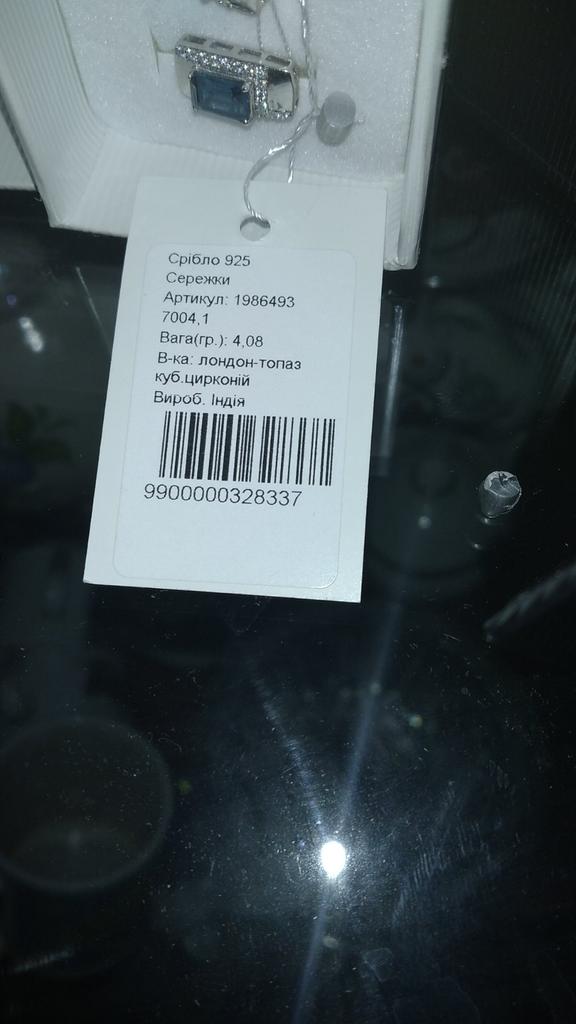 Срібло 925
Сережки
Артикул: 1986493
7004,1
Вага(гр.): 4,08
В-ка: лондон-топаз
куб.цирконій
Вироб. Індія
9900000328337